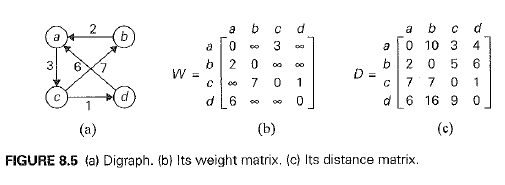 a 2 b
3 6 7
c 1 d
(a)
a b c d
W = a 0 ∞ 3 ∞
b 2 0 ∞ ∞
c ∞ 7 0 1
d 6 ∞ ∞ 0
(b)
a b c d
D = a 0 10 3 4
b 2 0 5 6
c 7 7 0 1
d 6 16 9 0
(c)
FIGURE 8.5 (a) Digraph. (b) Its weight matrix. (c) Its distance matrix.